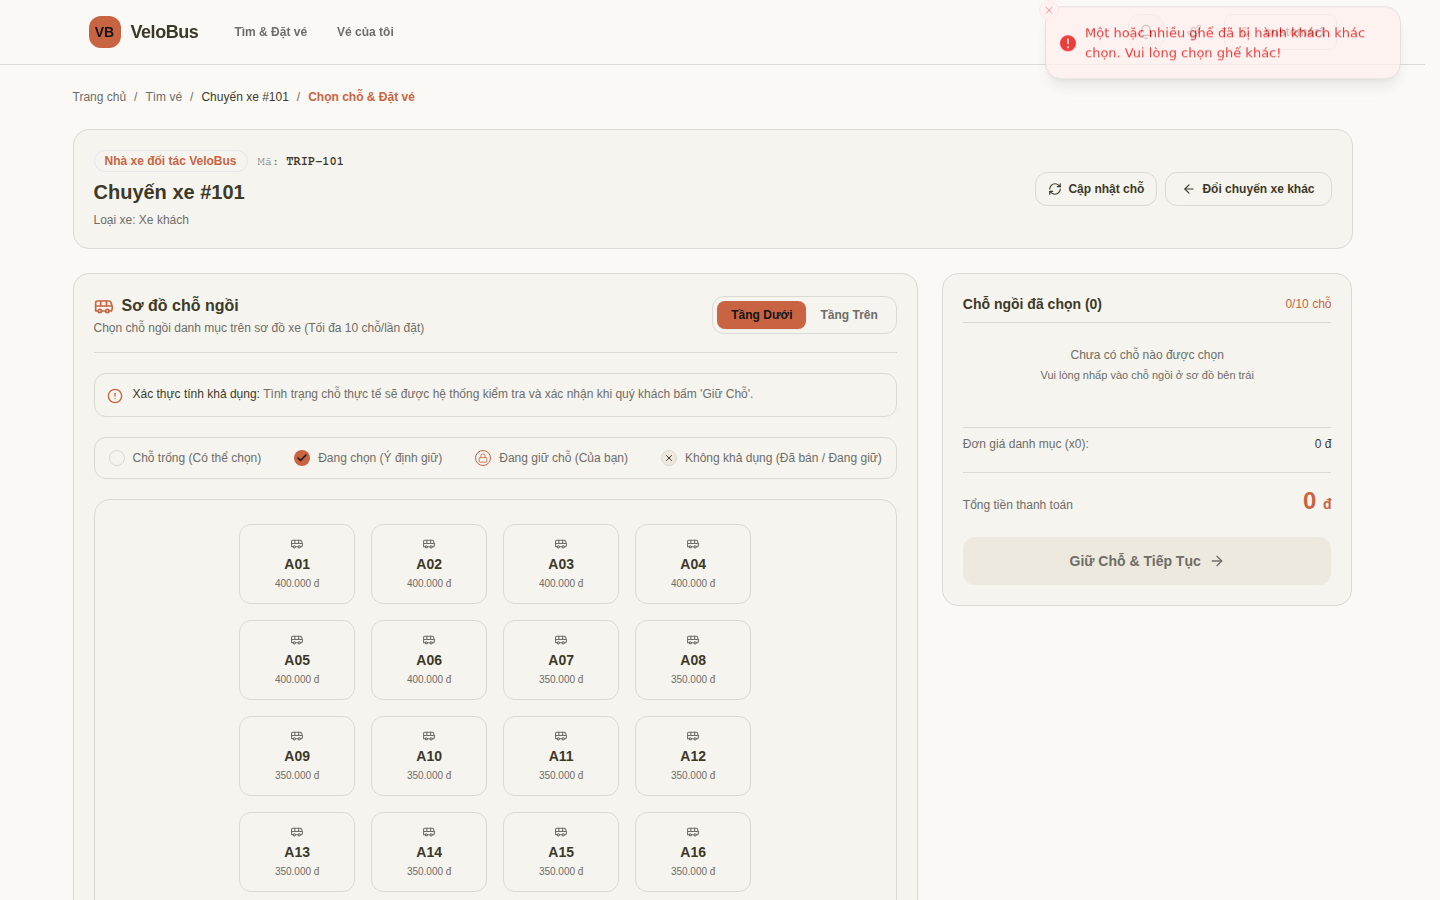 VB VeloBus Tìm & Đặt vé Vé của tôi
Một hoặc nhiều ghế đã bị hành khách khác
chọn. Vui lòng chọn ghế khác!
Trang chủ / Tìm vé / Chuyến xe #101 / Chọn chỗ & Đặt vé
Nhà xe đối tác VeloBus Mã: TRIP-101
Chuyến xe #101
Loại xe: Xe khách
Cập nhật chỗ
Đổi chuyến xe khác
Sơ đồ chỗ ngồi
Chọn chỗ ngồi danh mục trên sơ đồ xe (Tối đa 10 chỗ/lần đặt)
Tầng Dưới Tầng Trên
Xác thực tính khả dụng: Tình trạng chỗ thực tế sẽ được hệ thống kiểm tra và xác nhận khi quý khách bấm 'Giữ Chỗ'.
Chỗ trống (Có thể chọn) Đang chọn (Ý định giữ) Đang giữ chỗ (Của bạn) Không khả dụng (Đã bán / Đang giữ)
A01 A02 A03 A04
400.000 đ 400.000 đ 400.000 đ 400.000 đ
A05 A06 A07 A08
400.000 đ 400.000 đ 350.000 đ 350.000 đ
A09 A10 A11 A12
350.000 đ 350.000 đ 350.000 đ 350.000 đ
A13 A14 A15 A16
350.000 đ 350.000 đ 350.000 đ 350.000 đ
Chỗ ngồi đã chọn (0) 0/10 chỗ
Chưa có chỗ nào được chọn
Vui lòng nhấp vào chỗ ngồi ở sơ đồ bên trái
Đơn giá danh mục (x0): 0 đ
Tổng tiền thanh toán 0 đ
Giữ Chỗ & Tiếp Tục